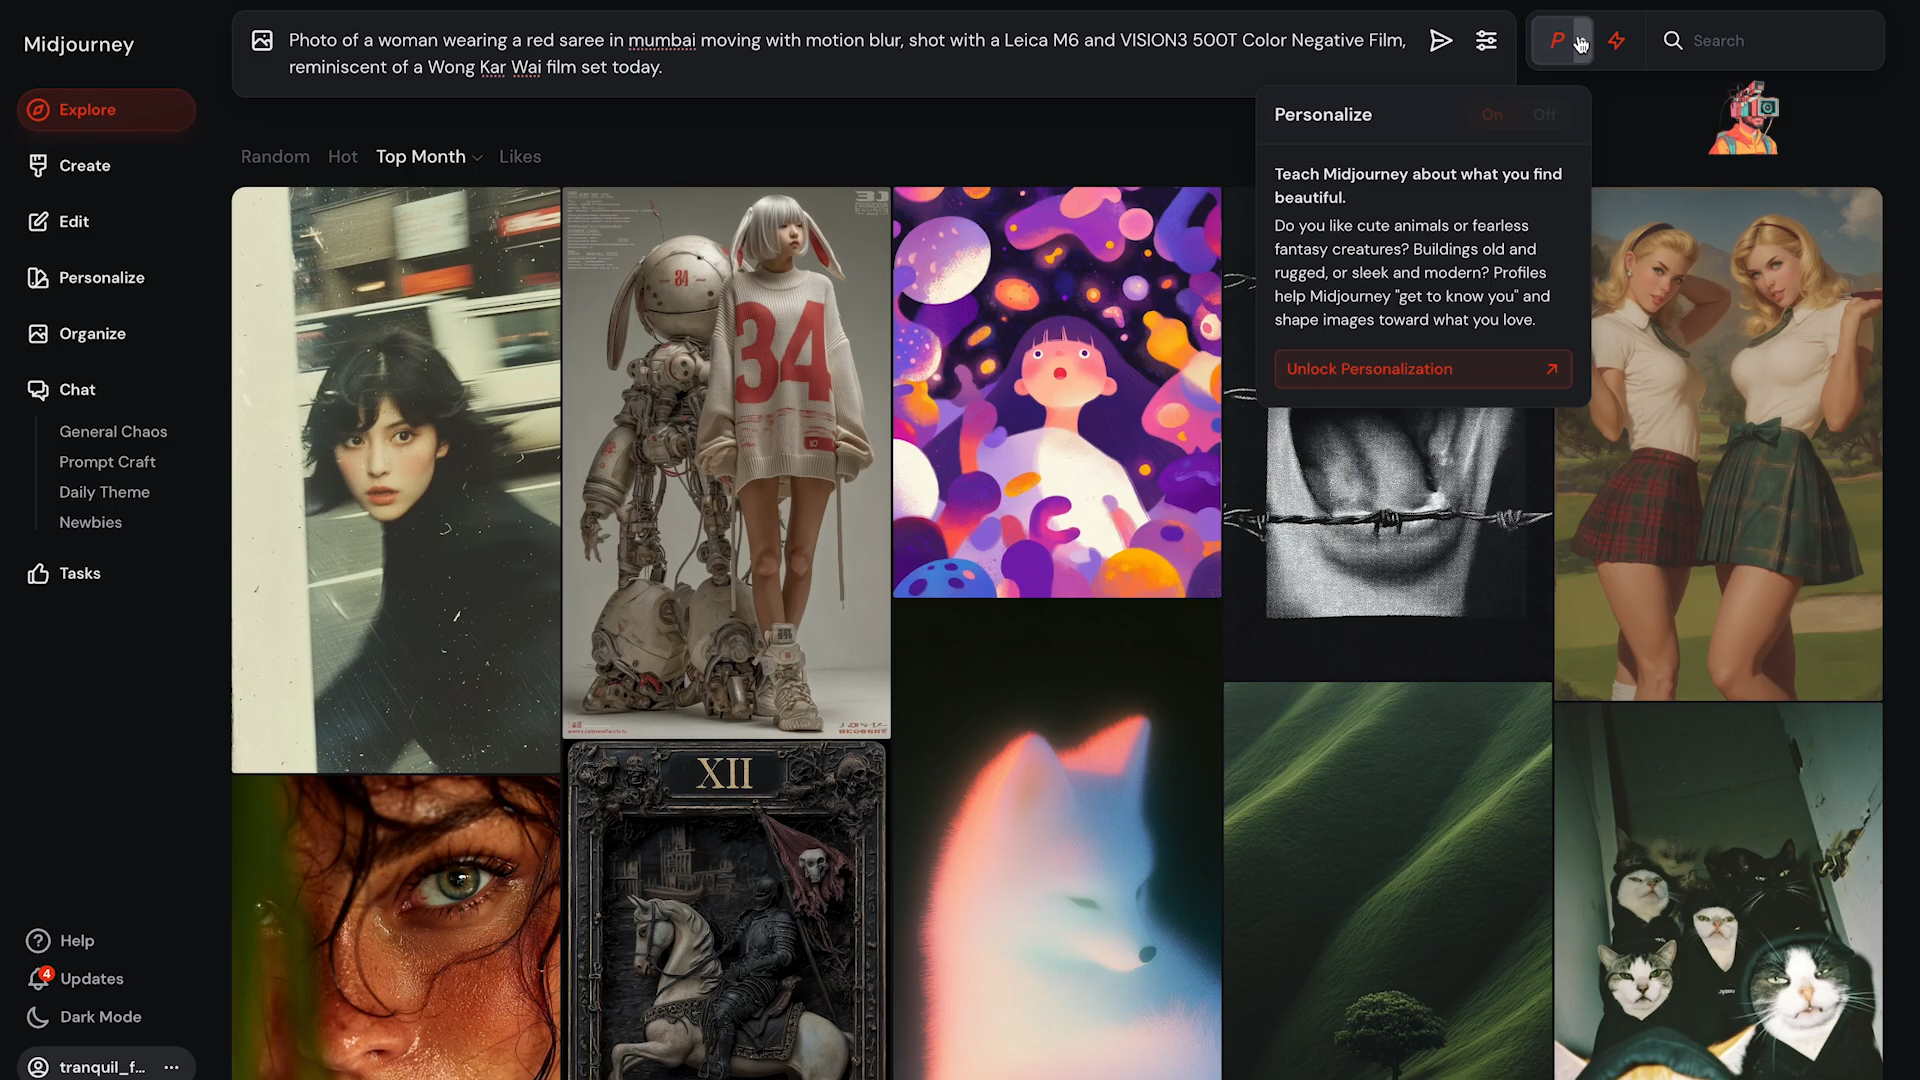 Midjourney
Photo of a woman wearing a red saree in mumbai moving with motion blur, shot with a Leica M6 and VISION3 500T Color Negative Film,
reminiscent of a Wong Kar Wai film set today.
P
Search
Explore
Create
Edit
Personalize
Organize
Chat
General Chaos
Prompt Craft
Daily Theme
Newbies
Tasks
Help
4
Updates
Dark Mode
tranquil_f...
Random
Hot
Top Month
Likes
Personalize
On
Off
Teach Midjourney about what you find
beautiful.
Do you like cute animals or fearless
fantasy creatures? Buildings old and
rugged, or sleek and modern? Profiles
help Midjourney "get to know you" and
shape images toward what you love.
Unlock Personalization
34
34
XII